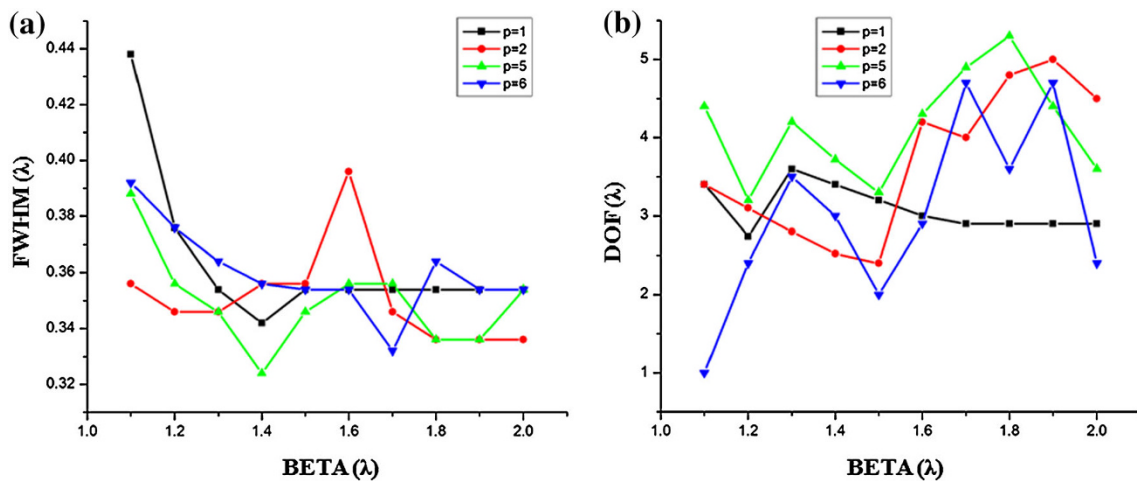 (a)
FWHM (λ)
0.44
0.42
0.40
0.38
0.36
0.34
0.32
1.0 1.2 1.4 1.6 1.8 2.0
BETA (λ)
p=1
p=2
p=5
p=6
(b)
DOF (λ)
5
4
3
2
1
1.0 1.2 1.4 1.6 1.8 2.0
BETA (λ)
p=1
p=2
p=5
p=6